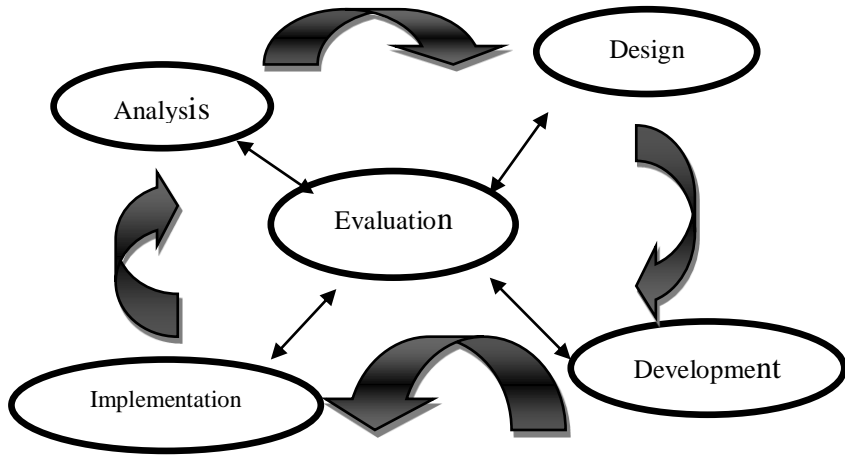 Design
Analysis
Evaluation
Development
Implementation